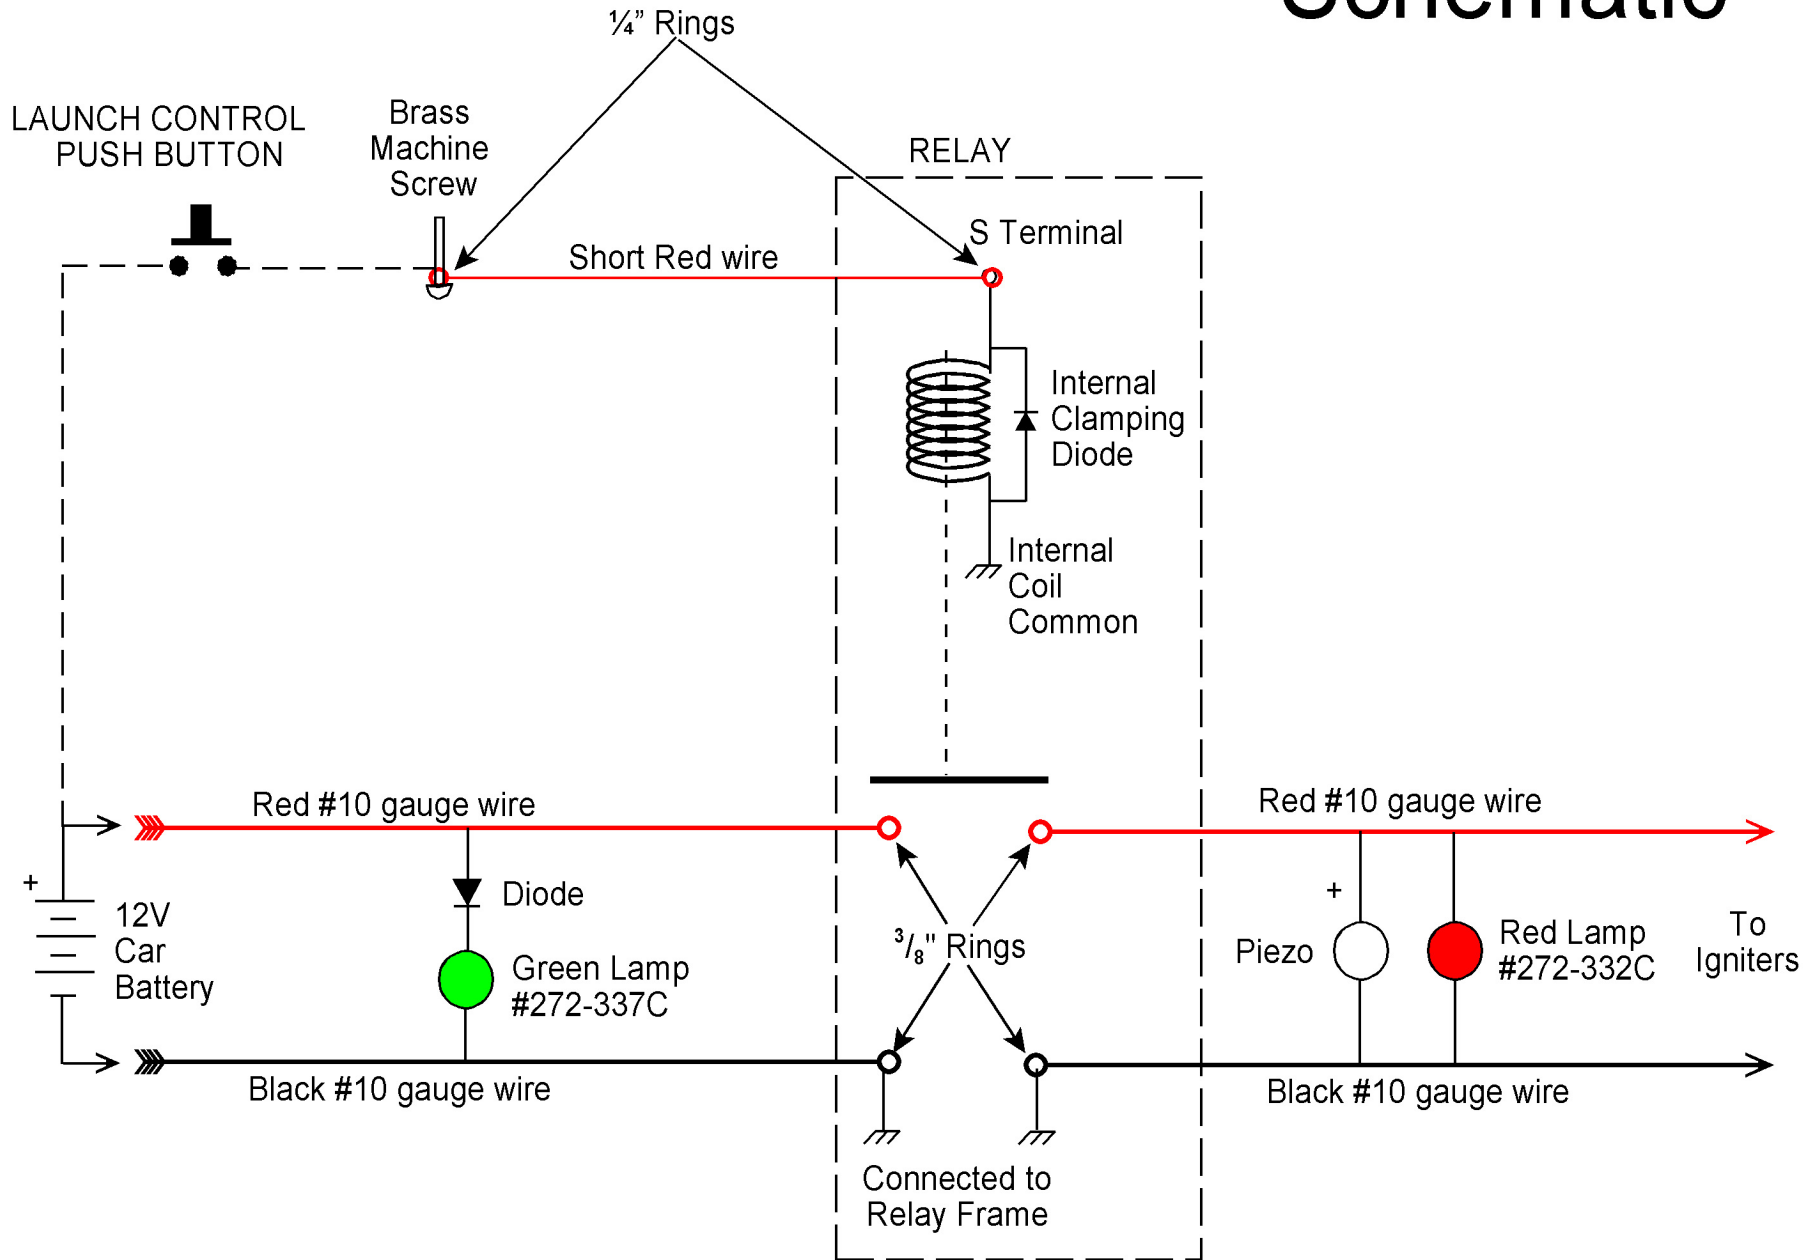 Schematic
¼” Rings
LAUNCH CONTROL
PUSH BUTTON
Brass
Machine
Screw
RELAY
S Terminal
Short Red wire
Internal
Clamping
Diode
Internal
Coil
Common
Red #10 gauge wire
Red #10 gauge wire
+
12V
Car
Battery
Diode
Green Lamp
#272-337C
3/8" Rings
+
Piezo
Red Lamp
#272-332C
To
Igniters
Black #10 gauge wire
Black #10 gauge wire
Connected to
Relay Frame